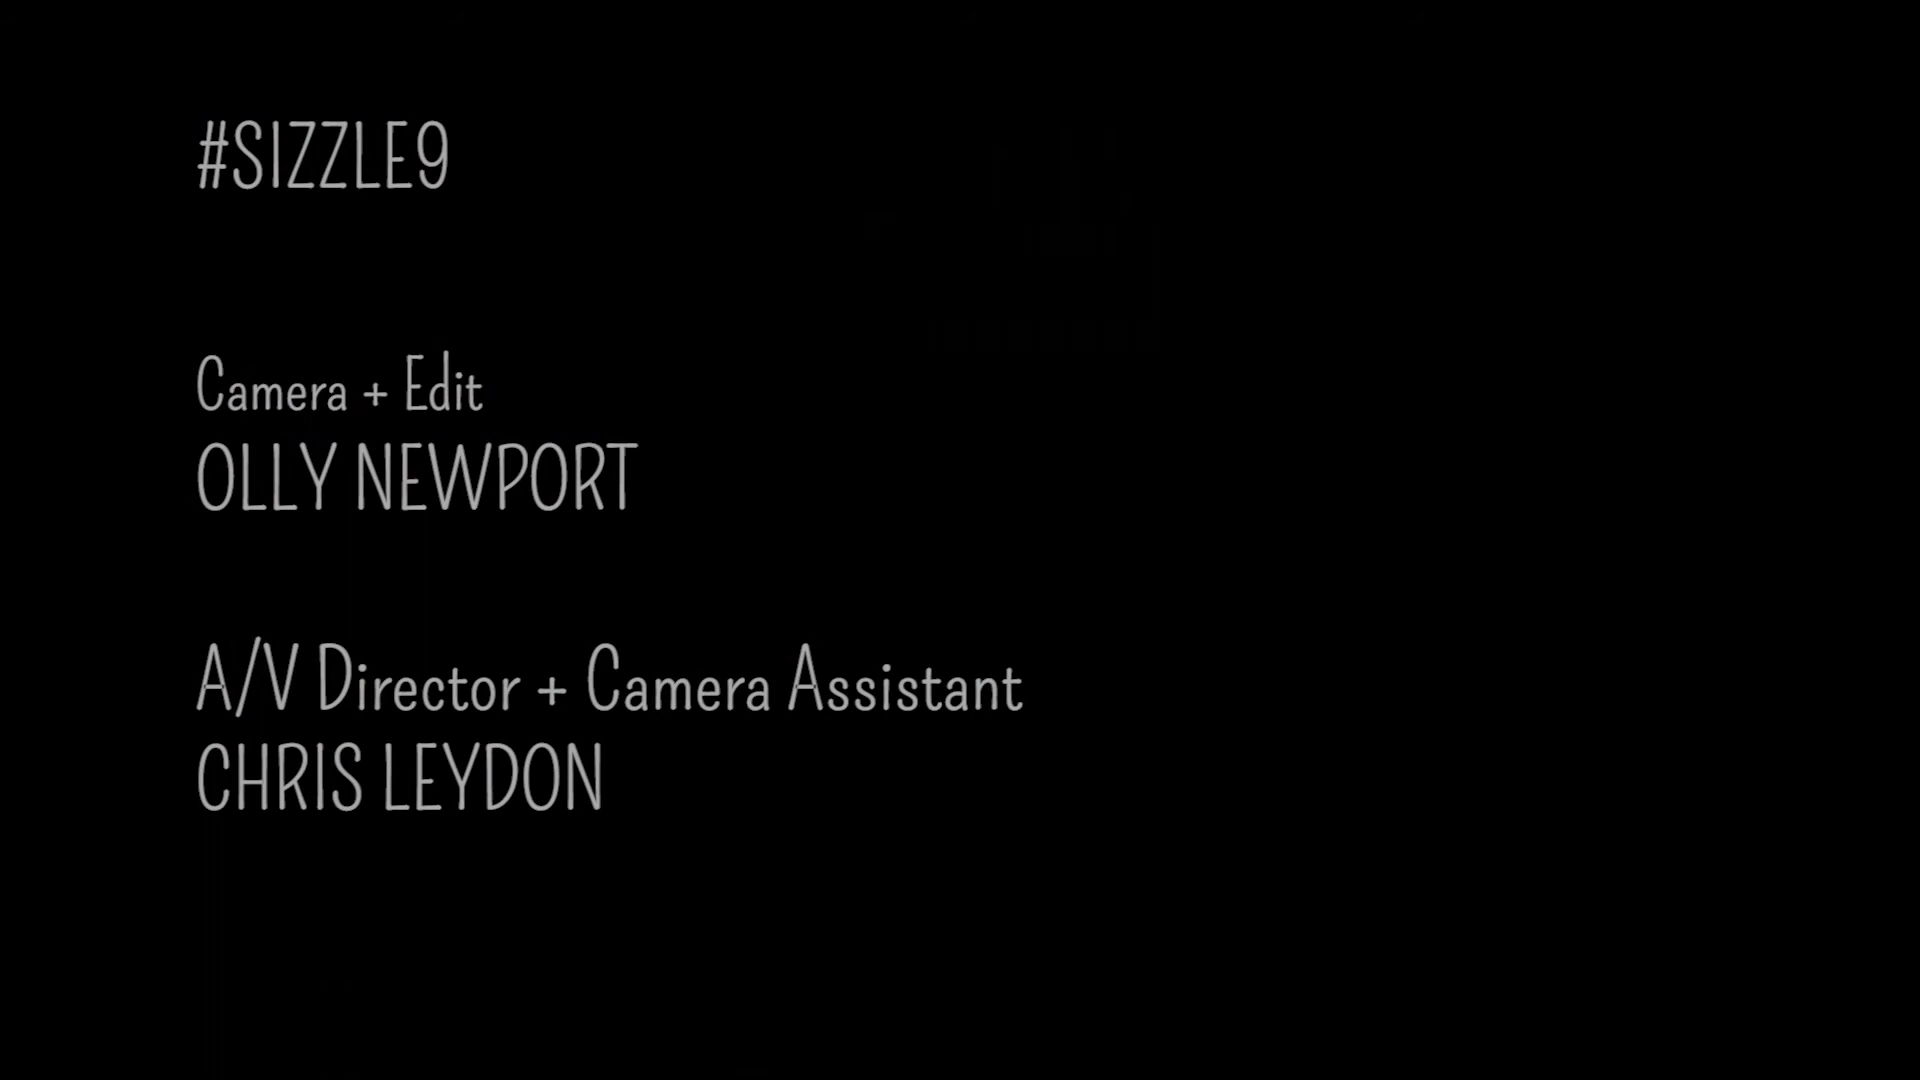 #SIZZLE9
Camera + Edit
OLLY NEWPORT
A/V Director + Camera Assistant
CHRIS LEYDON